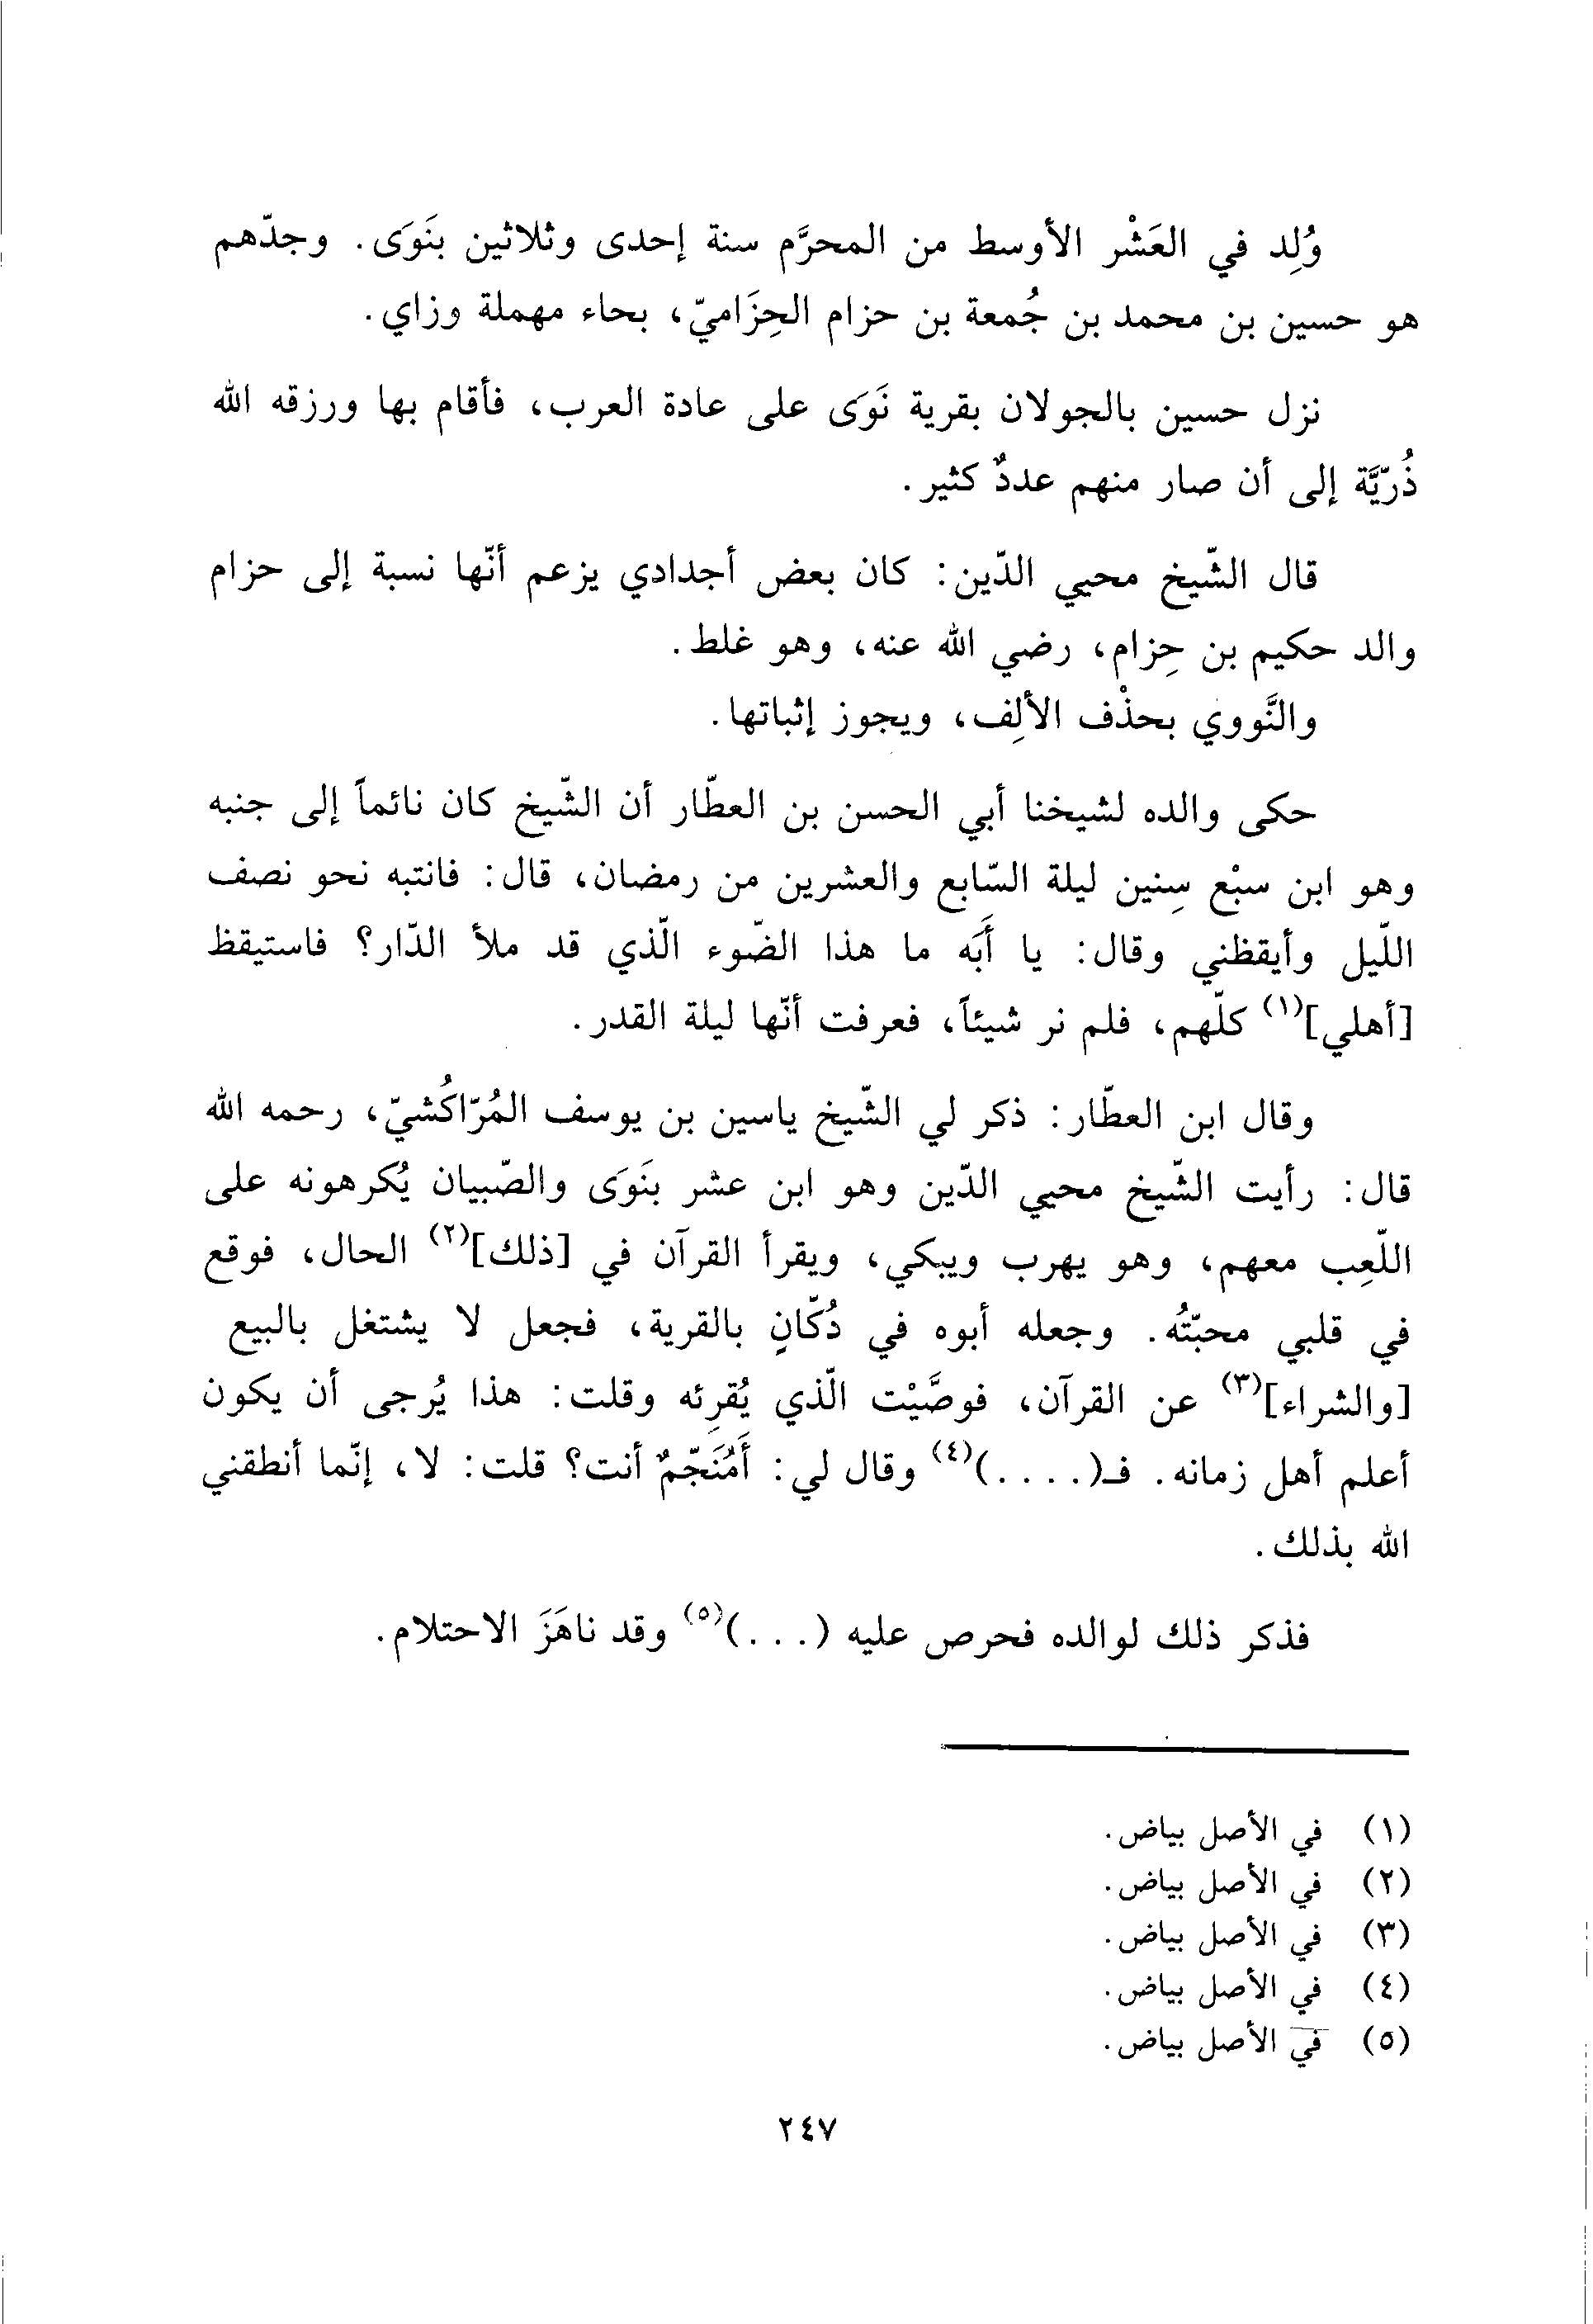 وُلِد في العَشْر الأوسط من المحرَّم سنة إحدى وثلاثين بنَوَى. وجدّهم
هو حسين بن محمد بن جُمعة بن حزام الحِزَاميّ، بحاء مهملة وزاي.
نزل حسين بالجولان بقرية نَوَى على عادة العرب، فأقام بها ورزقه الله
ذُرّيَّة إلى أن صار منهم عددٌ كثير.
قال الشّيخ محيي الدّين: كان بعض أجدادي يزعم أنّها نسبة إلى حزام
والد حكيم بن حِزام، رضي الله عنه، وهو غلط.
والنَّووي بحذْف الألِف، ويجوز إثباتها.
حكى والده لشيخنا أبي الحسن بن العطّار أن الشّيخ كان نائماً إلى جنبه
وهو ابن سبْع سِنين ليلة السّابع والعشرين من رمضان، قال: فانتبه نحو نصف
اللّيل وأيقظني وقال: يا أَبَه ما هذا الضّوء الّذي قد ملأ الدّار؟ فاستيقظ
[أهلي]⁽١⁾ كلّهم، فلم نر شيئاً، فعرفت أنّها ليلة القدر.
وقال ابن العطّار: ذكر لي الشّيخ ياسين بن يوسف المُرّاكُشيّ، رحمه الله
قال: رأيت الشّيخ محيي الدّين وهو ابن عشر بنَوَى والصّبيان يُكرهونه على
اللّعِب معهم، وهو يهرب ويبكي، ويقرأ القرآن في [ذلك]⁽٢⁾ الحال، فوقع
في قلبي محبّتُه. وجعله أبوه في دُكّانٍ بالقرية، فجعل لا يشتغل بالبيع
[والشراء]⁽٣⁾ عن القرآن، فوصَّيْت الّذي يُقرِئه وقلت: هذا يُرجى أن يكون
أعلم أهل زمانه. فـ(. . . .)⁽٤⁾ وقال لي: أَمُنَجّمٌ أنت؟ قلت: لا، إنّما أنطقني
الله بذلك.
فذكر ذلك لوالده فحرص عليه (. . .)⁽٥⁾ وقد ناهَزَ الاحتلام.
(١) في الأصل بياض.
(٢) في الأصل بياض.
(٣) في الأصل بياض.
(٤) في الأصل بياض.
(٥) في الأصل بياض.
٢٤٧